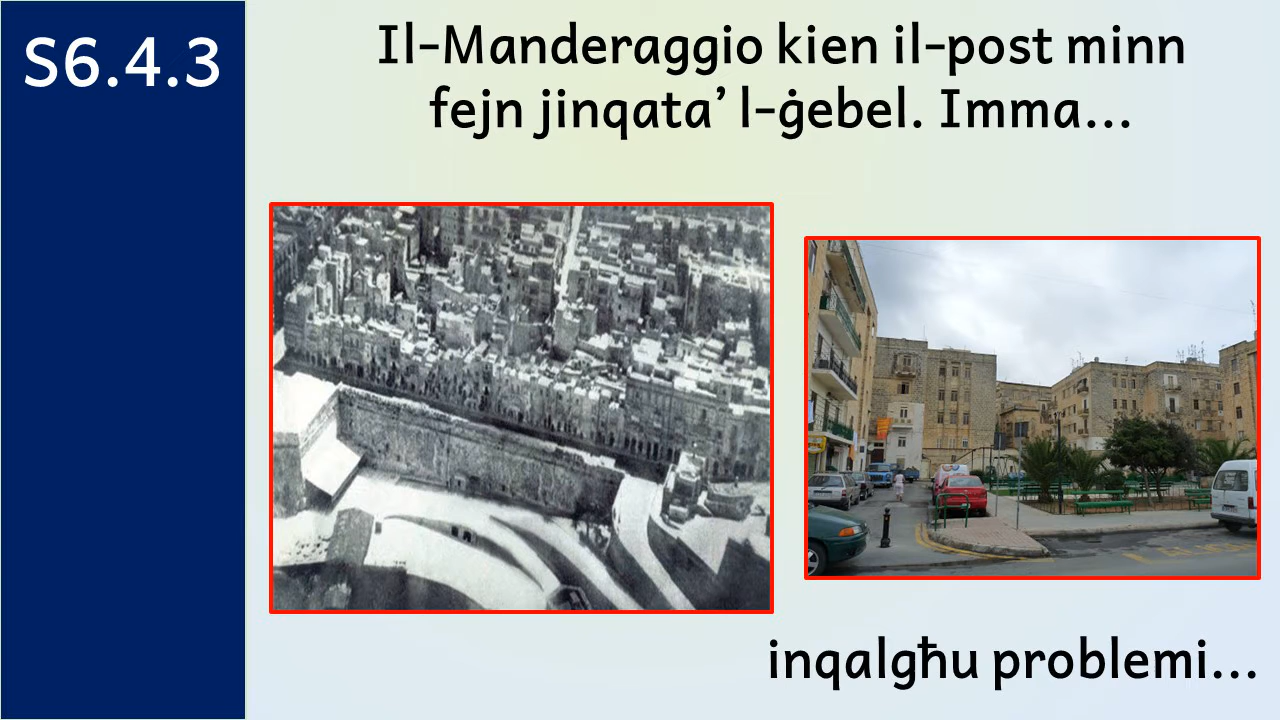 S6.4.3
Il-Manderaggio kien il-post minn
fejn jinqata’ l-ġebel. Imma...
inqalgħu problemi...